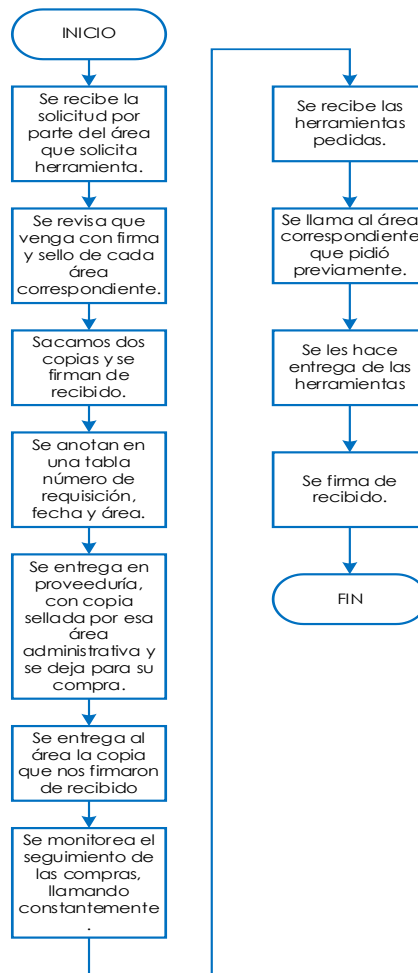 INICIO
Se recibe la
solicitud por
parte del área
que solicita
herramienta.
Se revisa que
venga con firma
y sello de cada
área
correspondiente.
Sacamos dos
copias y se
firman de
recibido.
Se anotan en
una tabla
número de
requisición,
fecha y área.
Se entrega en
proveeduría,
con copia
sellada por esa
área
administrativa y
se deja para su
compra.
Se entrega al
área la copia
que nos firmaron
de recibido
Se monitorea el
seguimiento de
las compras,
llamando
constantemente
.
Se recibe las
herramientas
pedidas.
Se llama al área
correspondiente
que pidió
previamente.
Se les hace
entrega de las
herramientas
Se firma de
recibido.
FIN